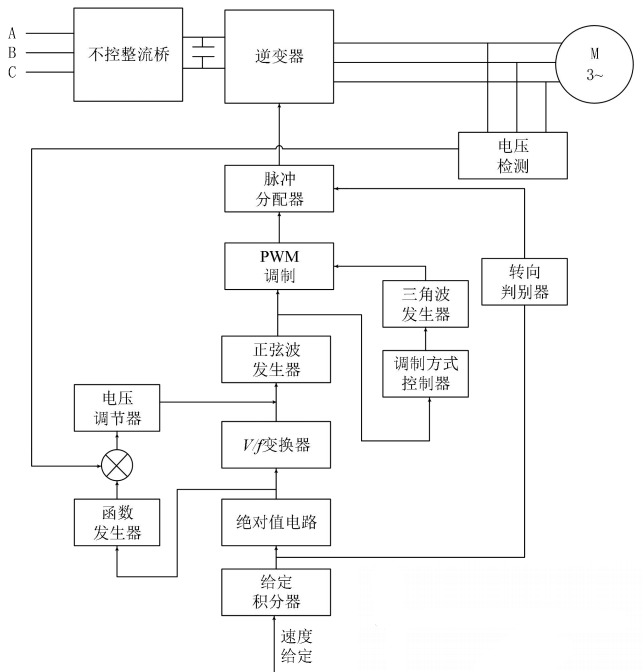 A
B
C
不控整流桥
逆变器
M
3~
电压
检测
脉冲
分配器
PWM
调制
转向
判别器
三角波
发生器
正弦波
发生器
调制方式
控制器
电压
调节器
V/f变换器
函数
发生器
绝对值电路
给定
积分器
速度
给定